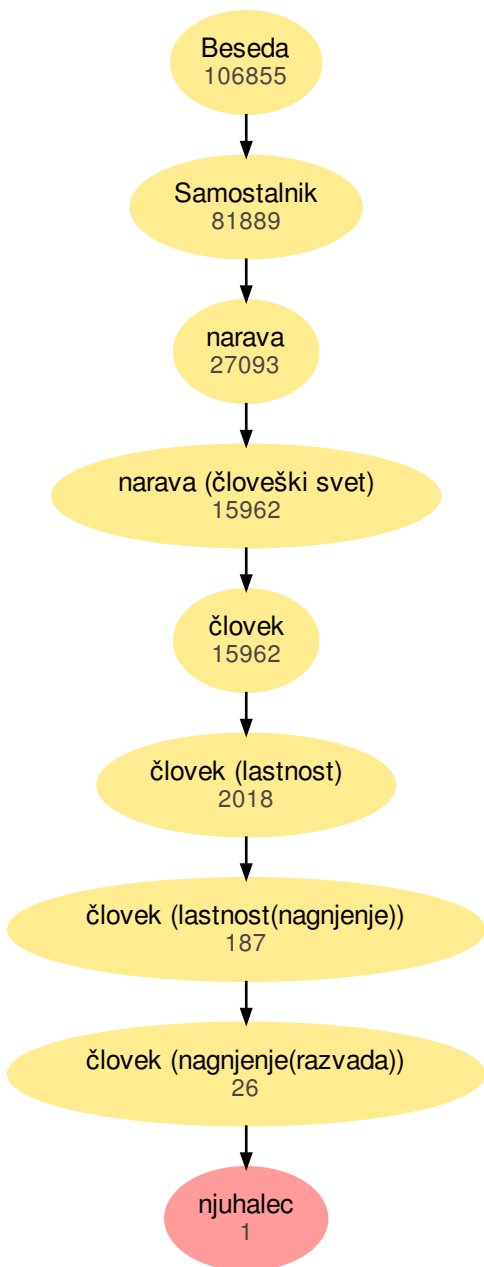 Beseda
106855
Samostalnik
81889
narava
27093
narava (človeški svet)
15962
človek
15962
človek (lastnost)
2018
človek (lastnost(nagnjenje))
187
človek (nagnjenje(razvada))
26
njuhalec
1